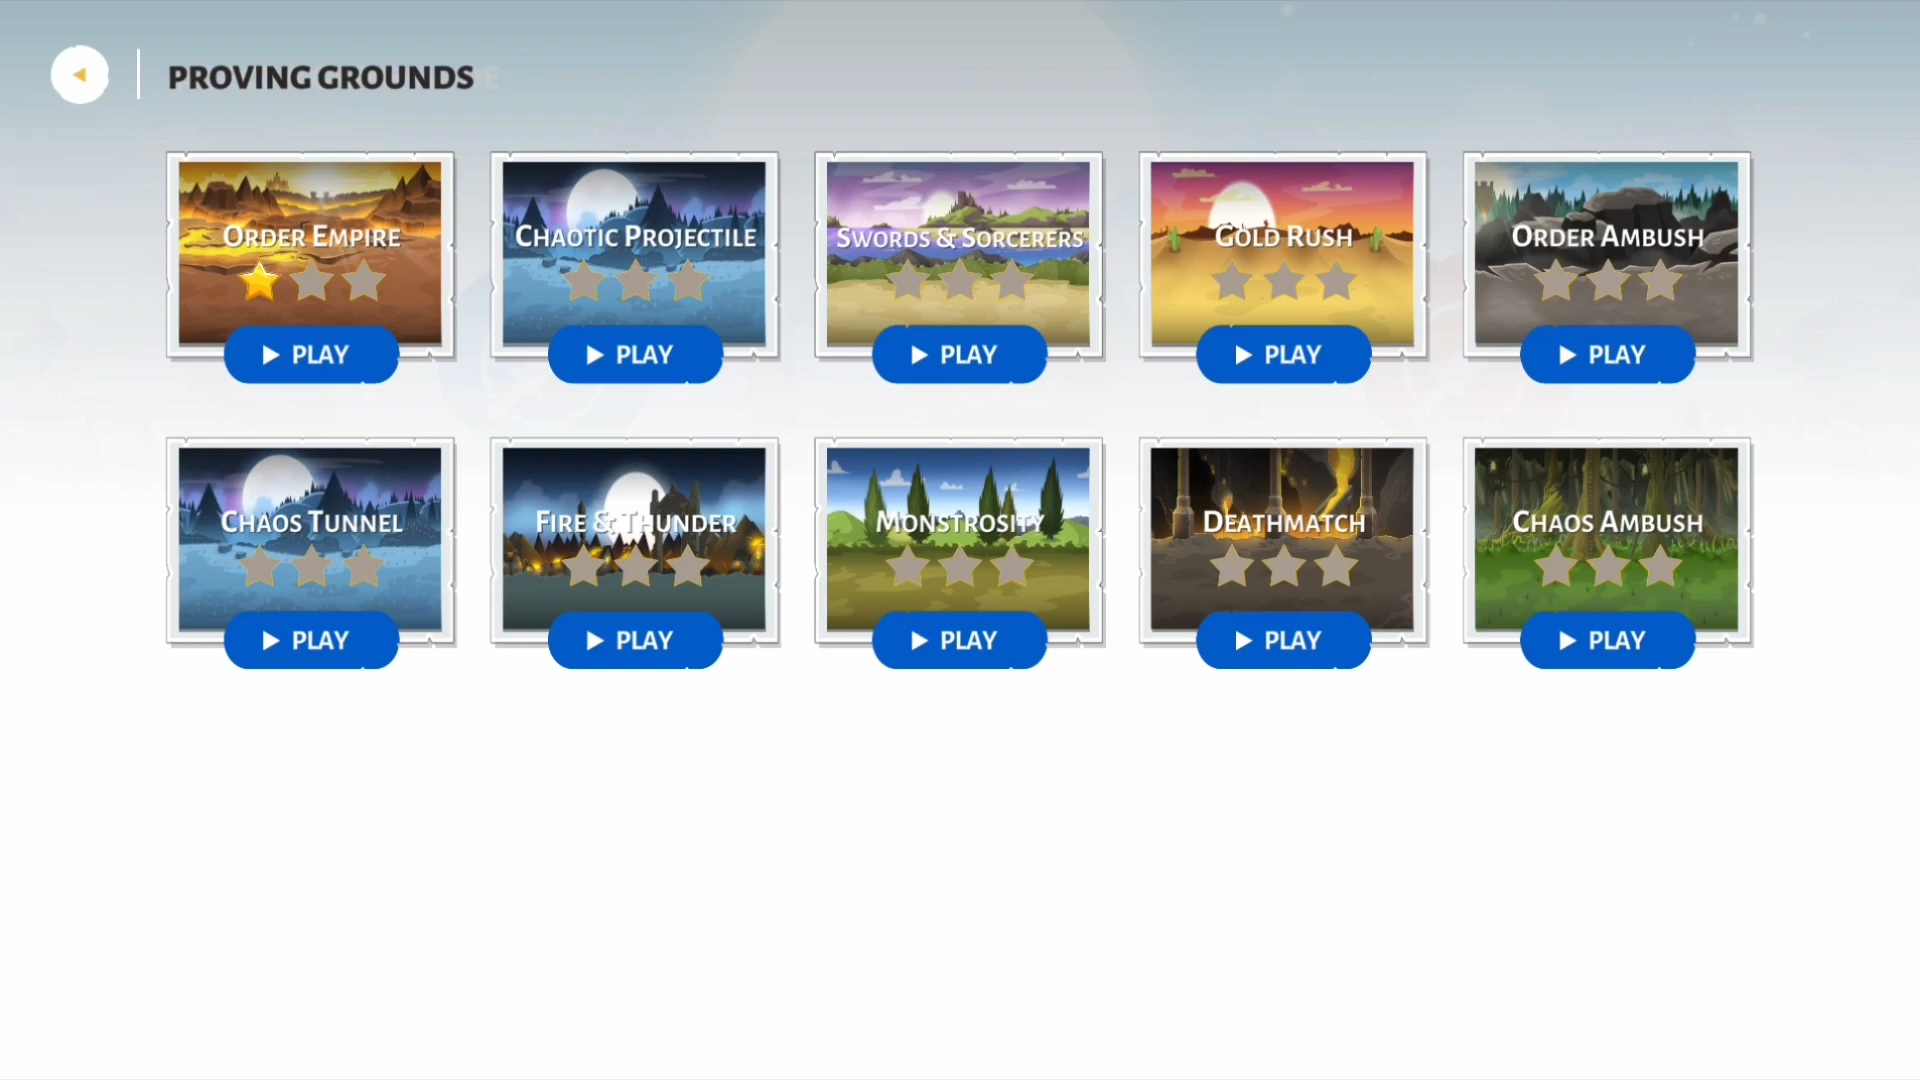 PROVING GROUNDS
ORDER EMPIRE
PLAY
CHAOTIC PROJECTILE
PLAY
SWORDS & SORCERERS
PLAY
GOLD RUSH
PLAY
ORDER AMBUSH
PLAY
CHAOS TUNNEL
PLAY
FIRE & THUNDER
PLAY
MONSTROSITY
PLAY
DEATHMATCH
PLAY
CHAOS AMBUSH
PLAY